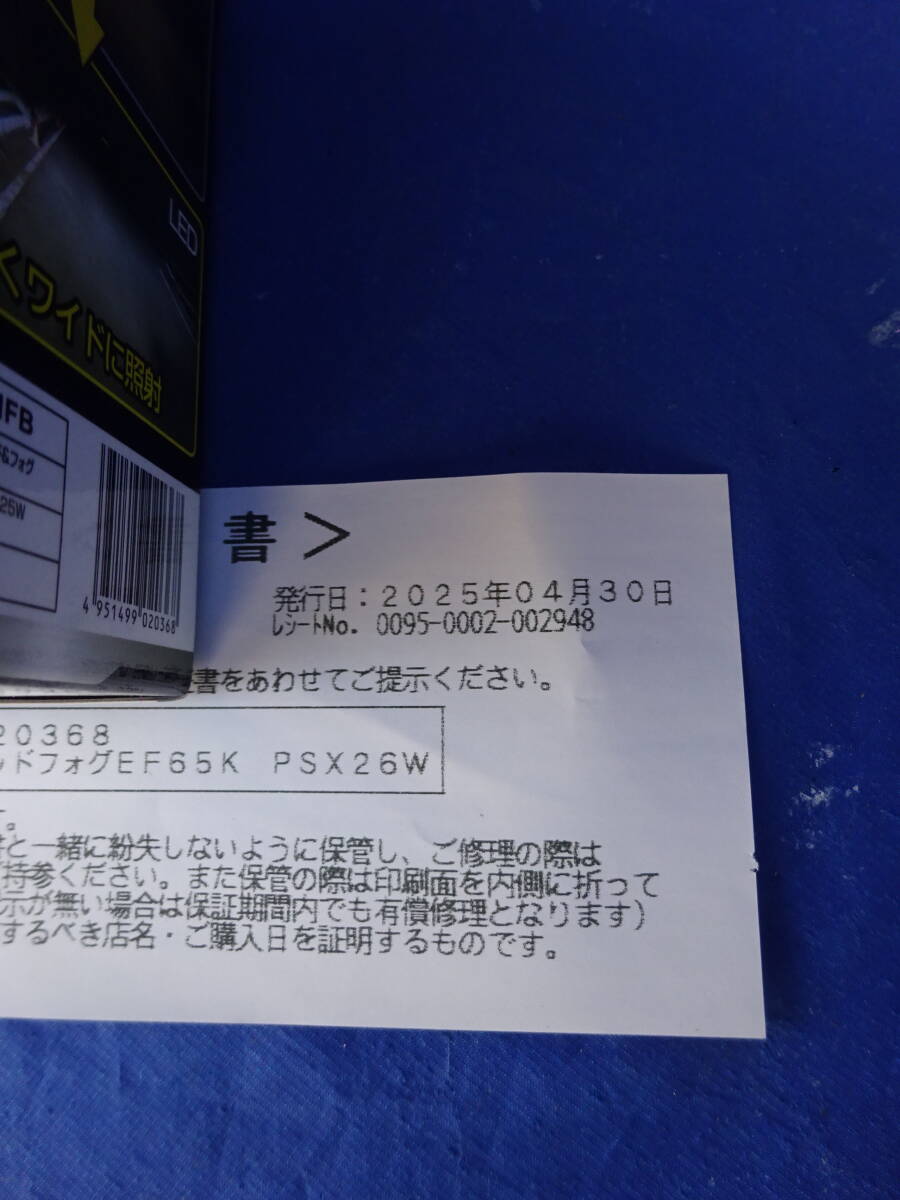 LED
くワイドに照射
FB
&フォグ
26W
4 951499 020368
書＞
発行日：2025年04月30日
ﾚｼｰﾄNo. 0095-0002-002948
書をあわせてご提示ください。
20368
ッドフォグEF65K PSX26W
。
と一緒に紛失しないように保管し、ご修理の際は
持参ください。また保管の際は印刷面を内側に折って
示が無い場合は保証期間内でも有償修理となります）
するべき店名・ご購入日を証明するものです。